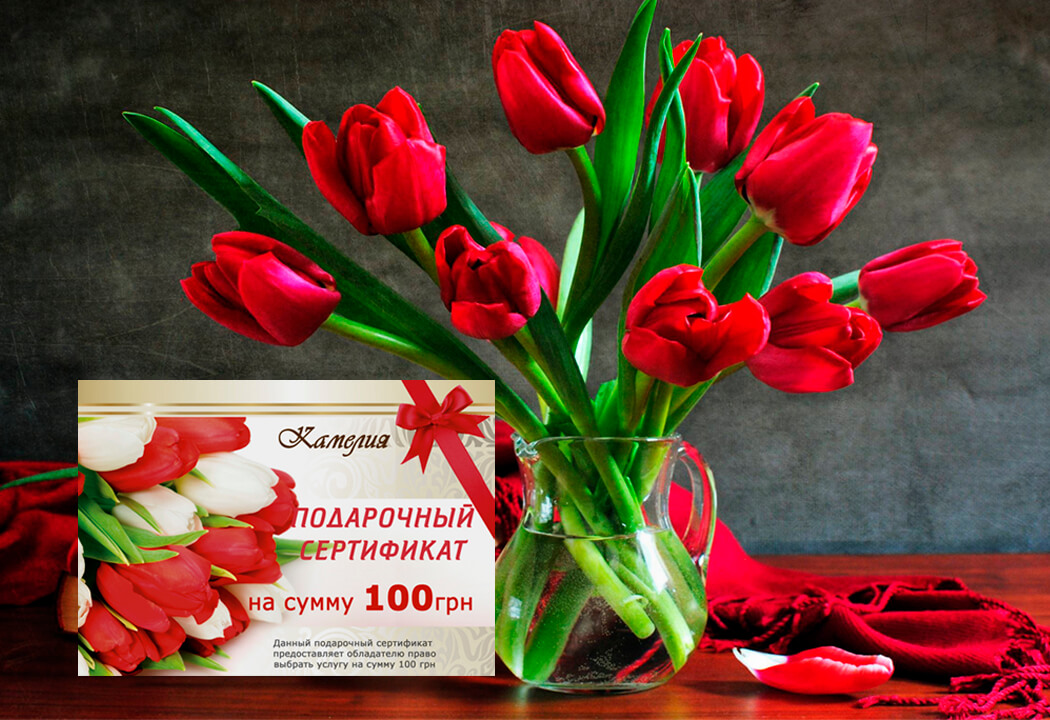 Камелия
ПОДАРОЧНЫЙ
СЕРТИФИКАТ
на сумму 100грн
Данный подарочный сертификат
предоставляет обладателю право
выбрать услугу на сумму 100 грн